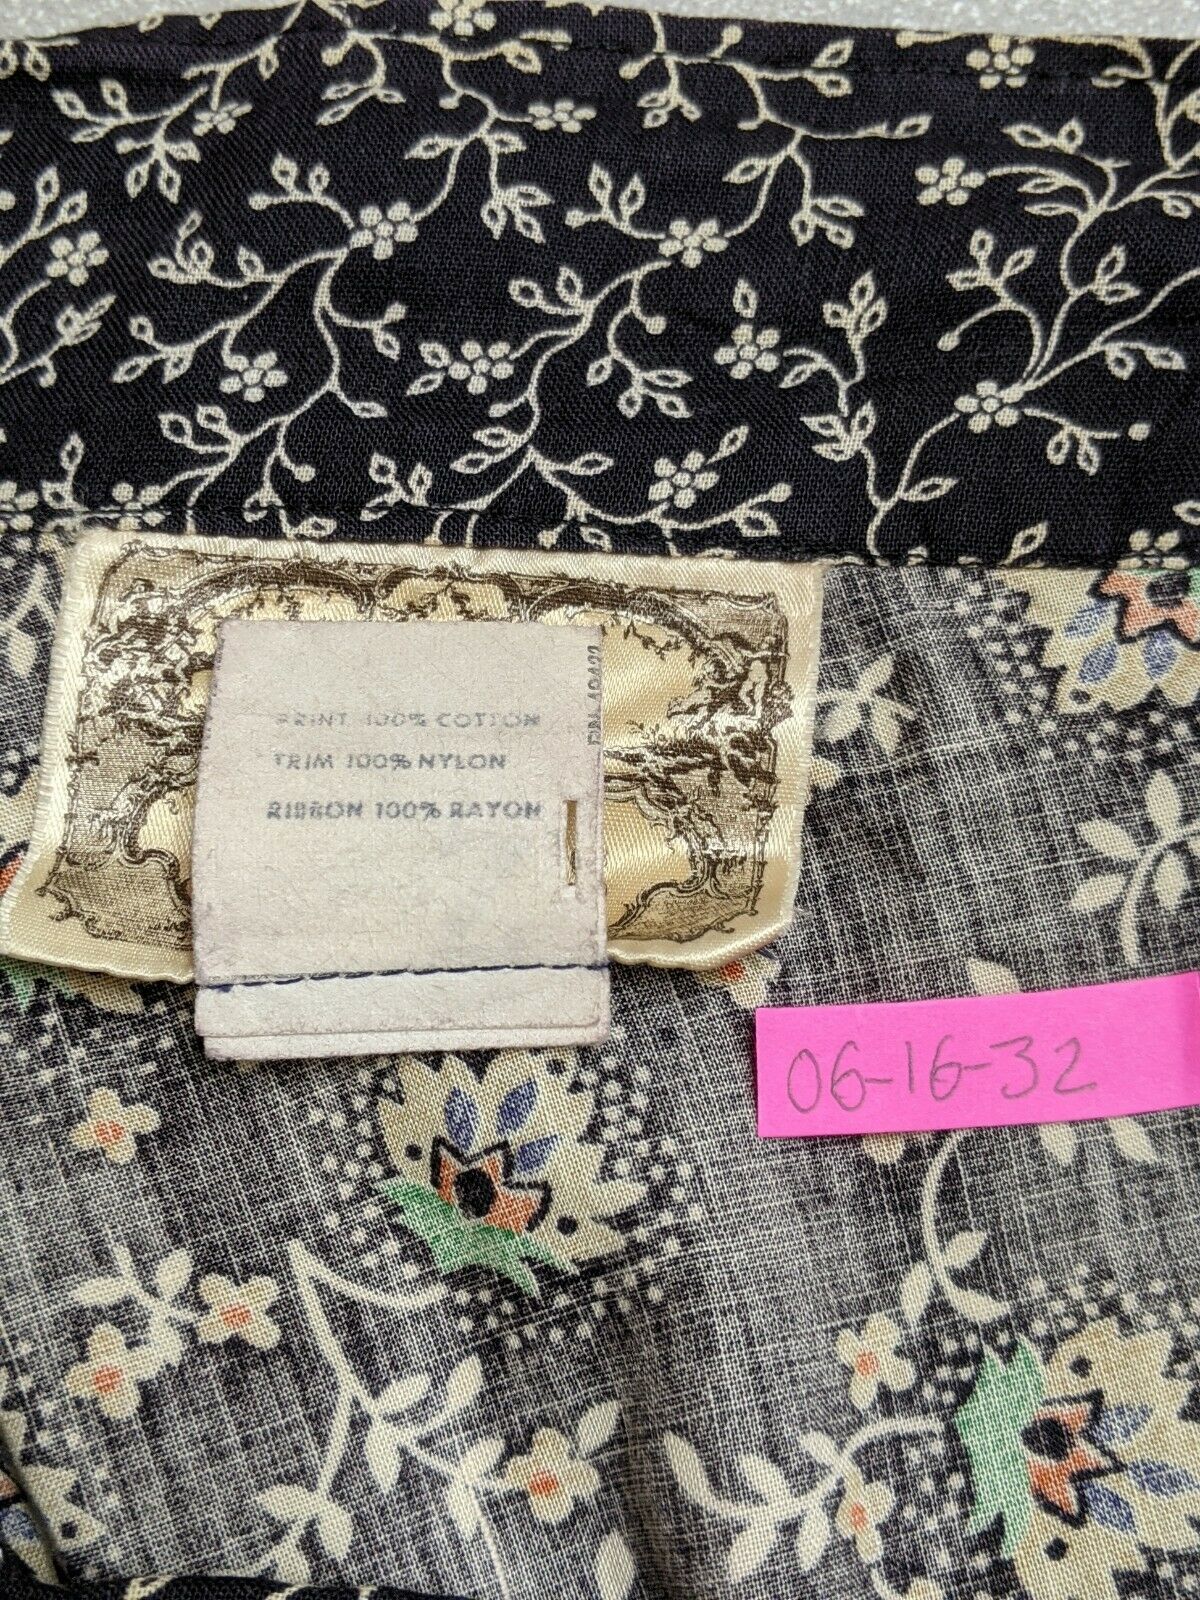 PRINT 100% COTTON
TRIM 100% NYLON
RIBBON 100% RAYON
06-16-32